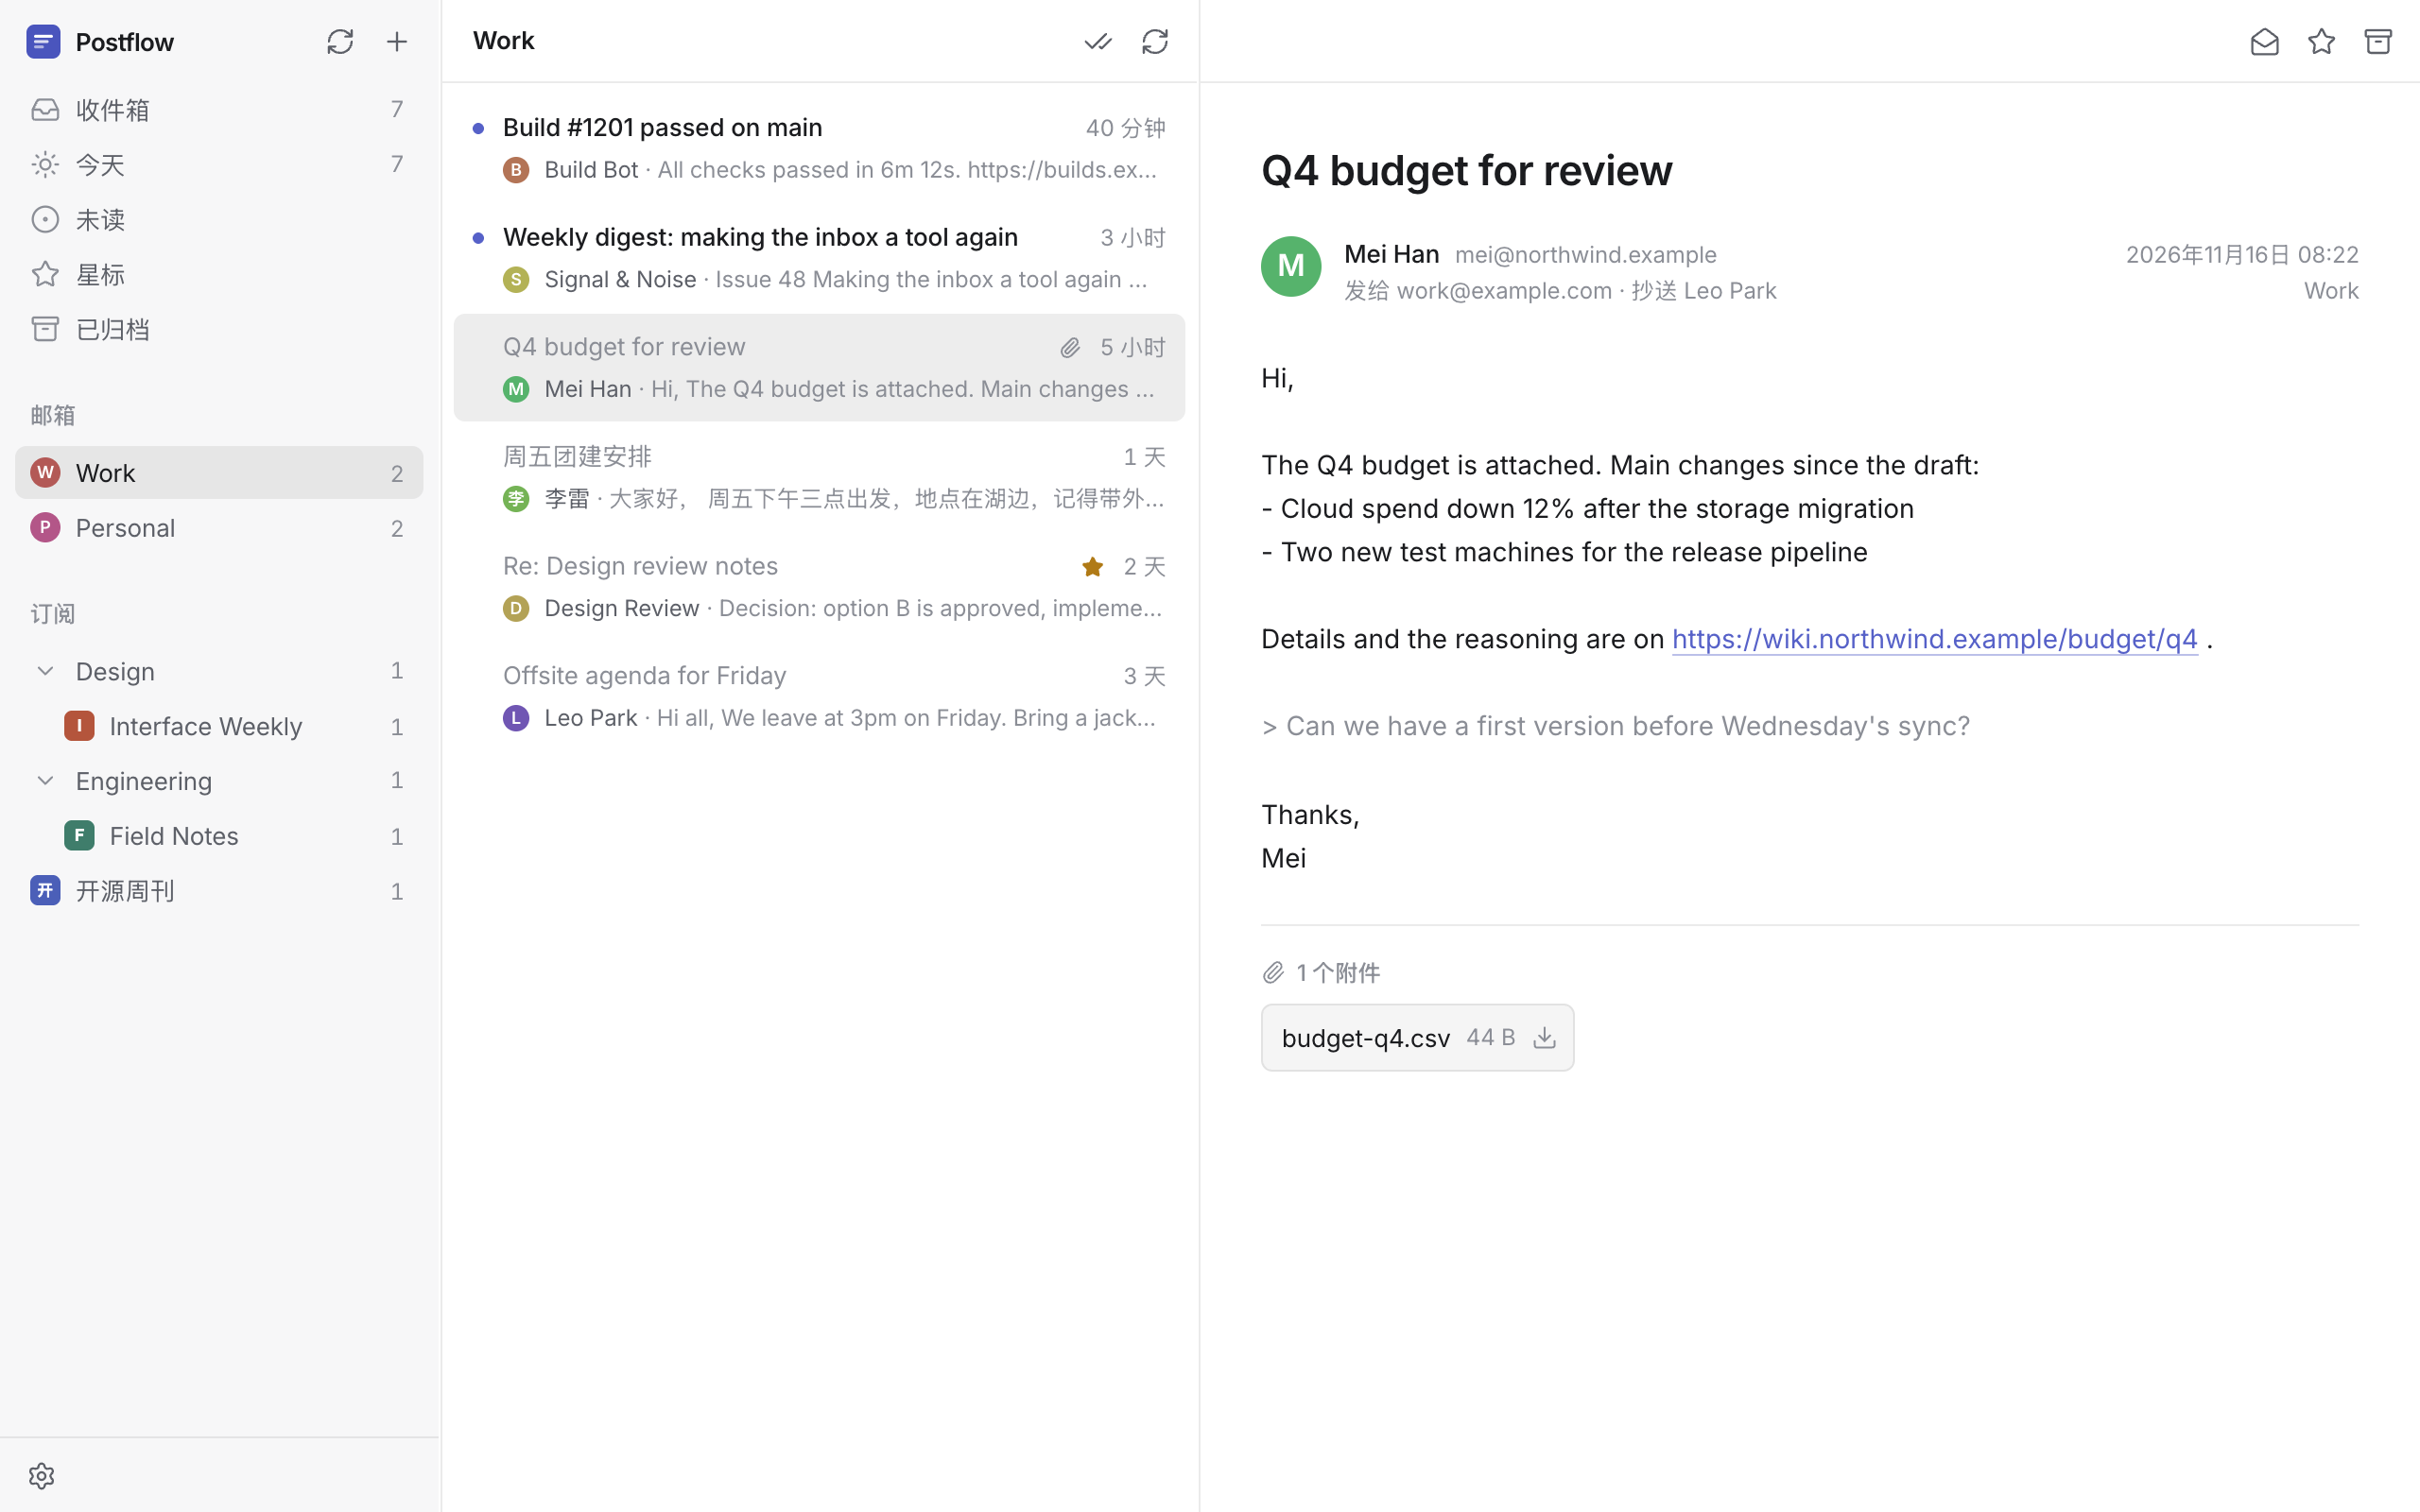 Postflow
收件箱 7
今天 7
未读
星标
已归档
邮箱
W Work 2
P Personal 2
订阅
Design 1
I Interface Weekly 1
Engineering 1
F Field Notes 1
开 开源周刊 1
Work
Build #1201 passed on main 40 分钟
B Build Bot · All checks passed in 6m 12s. https://builds.ex...
Weekly digest: making the inbox a tool again 3 小时
S Signal & Noise · Issue 48 Making the inbox a tool again ...
Q4 budget for review 5 小时
M Mei Han · Hi, The Q4 budget is attached. Main changes ...
周五团建安排 1 天
李 李雷 · 大家好， 周五下午三点出发，地点在湖边，记得带外...
Re: Design review notes 2 天
D Design Review · Decision: option B is approved, impleme...
Offsite agenda for Friday 3 天
L Leo Park · Hi all, We leave at 3pm on Friday. Bring a jack...
Q4 budget for review
M Mei Han mei@northwind.example 2026年11月16日 08:22
发给 work@example.com · 抄送 Leo Park Work
Hi,
The Q4 budget is attached. Main changes since the draft:
- Cloud spend down 12% after the storage migration
- Two new test machines for the release pipeline
Details and the reasoning are on https://wiki.northwind.example/budget/q4 .
> Can we have a first version before Wednesday's sync?
Thanks,
Mei
1 个附件
budget-q4.csv 44 B